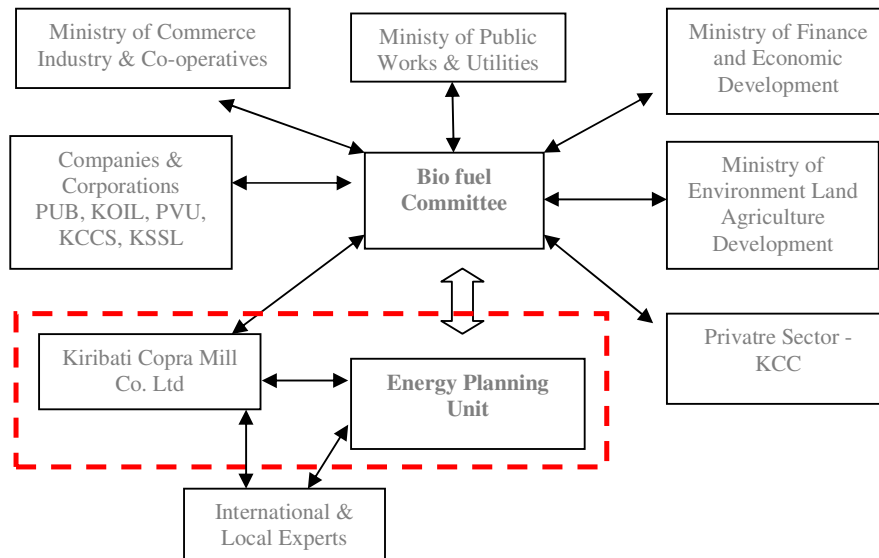 Ministry of Commerce
Industry & Co-operatives
Ministy of Public
Works & Utilities
Ministry of Finance
and Economic
Development
Companies &
Corporations
PUB, KOIL, PVU,
KCCS, KSSL
Bio fuel
Committee
Ministry of
Environment Land
Agriculture
Development
Kiribati Copra Mill
Co. Ltd
Energy Planning
Unit
Privatre Sector -
KCC
International &
Local Experts